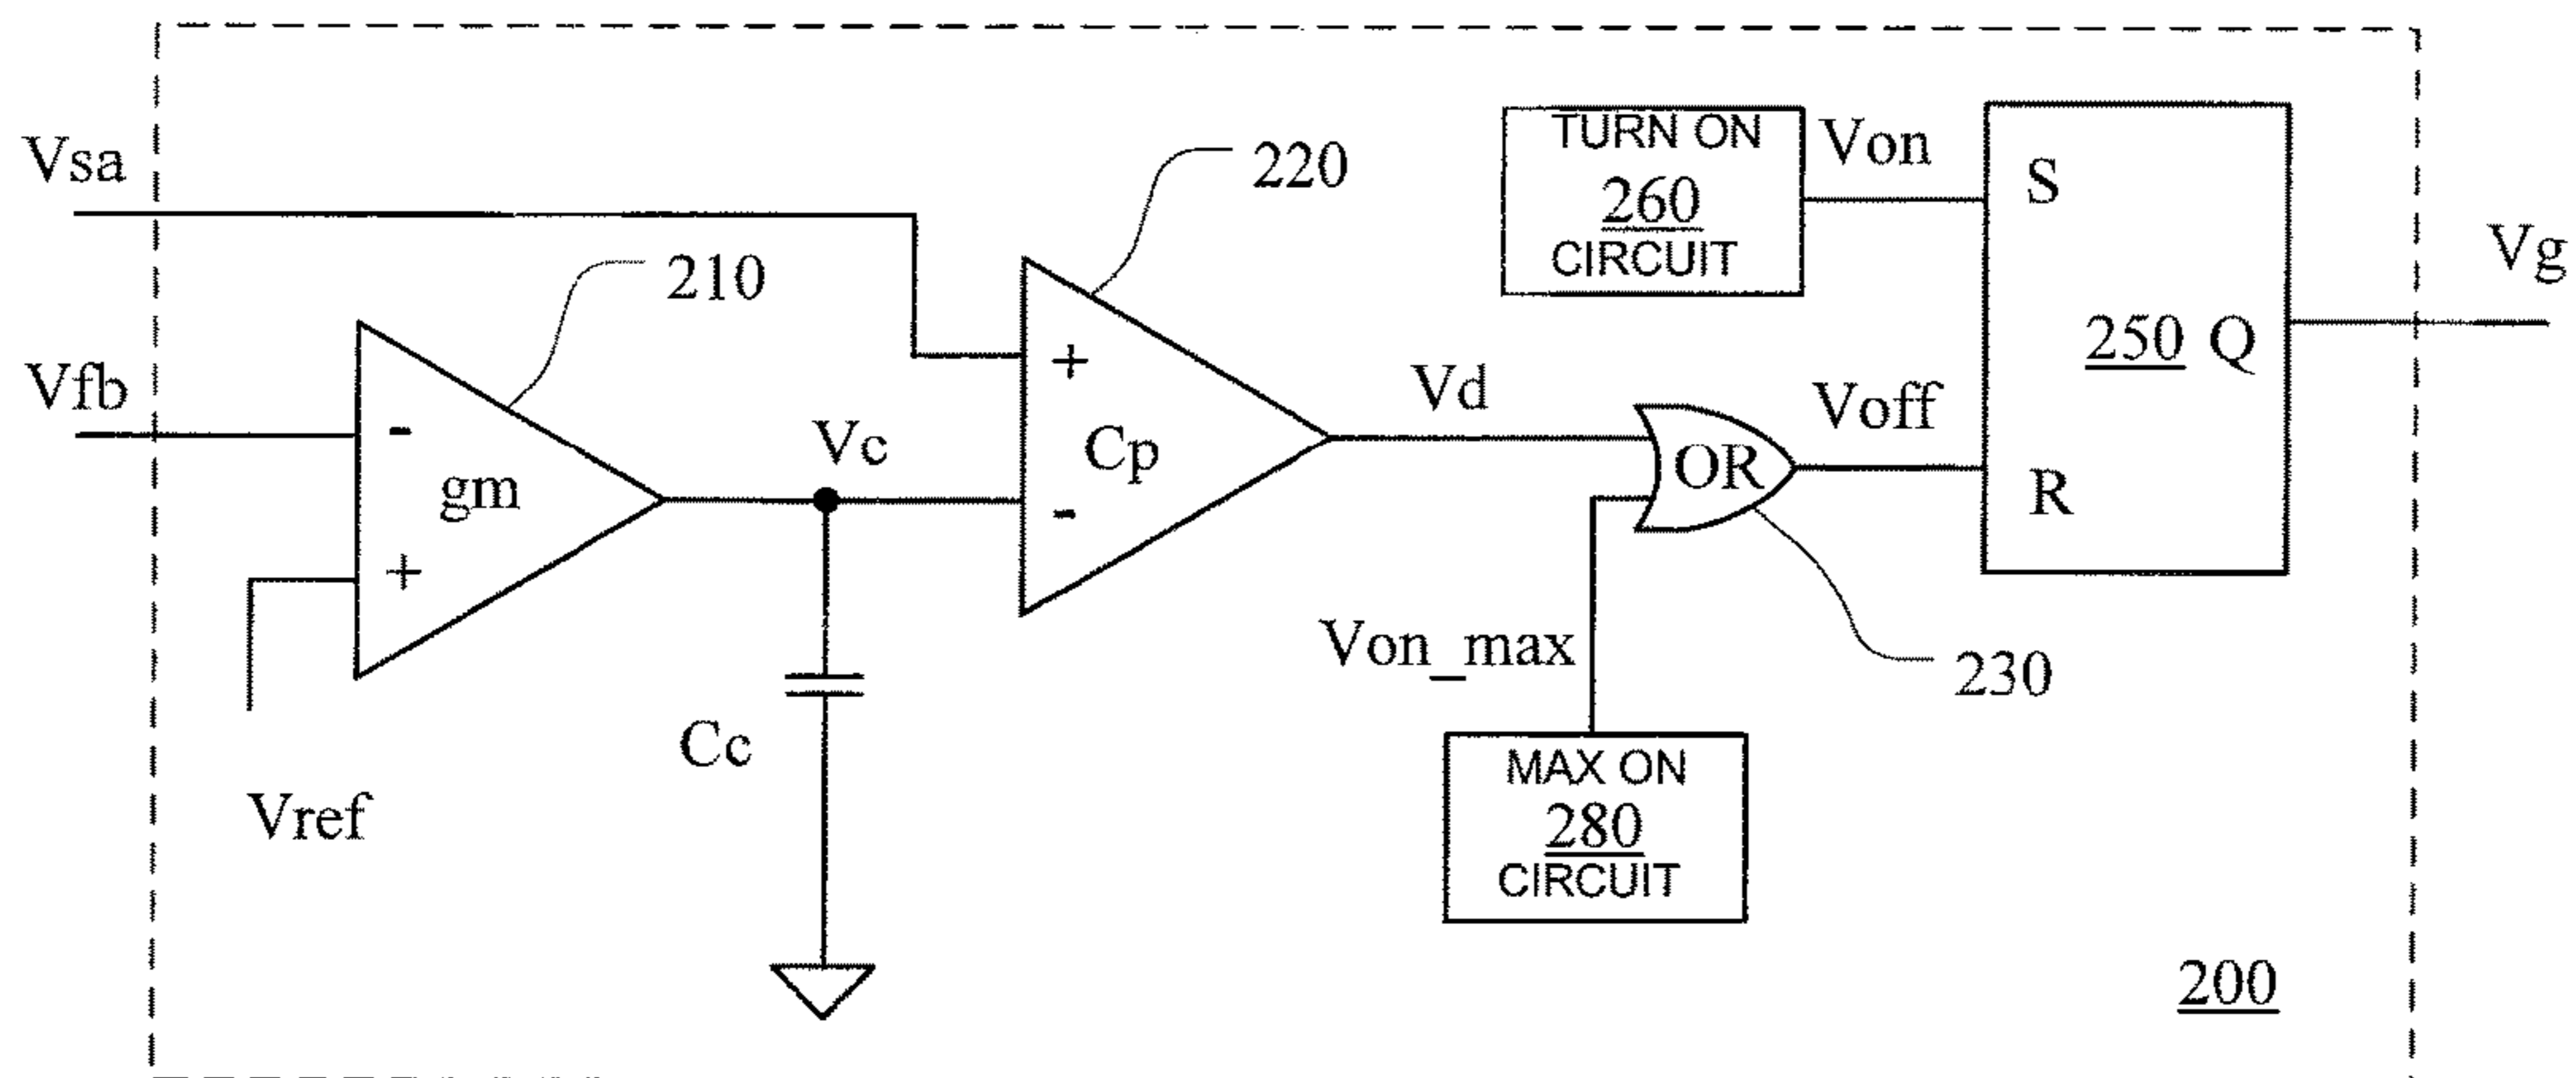 Vsa
Vfb
Vref
210
-
gm
+
Vc
Cc
220
+
Cp
-
Vd
TURN ON
260
CIRCUIT
Von
OR
Voff
230
Von_max
MAX ON
280
CIRCUIT
S
250 Q
R
Vg
200